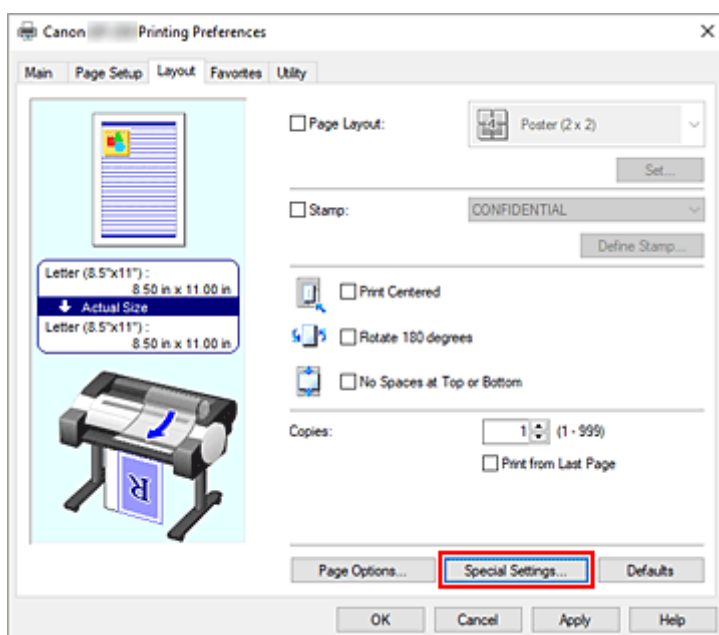 Canon Printing Preferences
Main Page Setup Layout Favorites Utility
Page Layout: Poster (2 x 2)
Set...
Stamp: CONFIDENTIAL
Define Stamp...
Letter (8.5"x11") :
8.50 in x 11.00 in
Actual Size
Letter (8.5"x11") :
8.50 in x 11.00 in
Print Centered
Rotate 180 degrees
No Spaces at Top or Bottom
Copies: 1 (1 - 999)
Print from Last Page
R
Page Options... Special Settings... Defaults
OK Cancel Apply Help